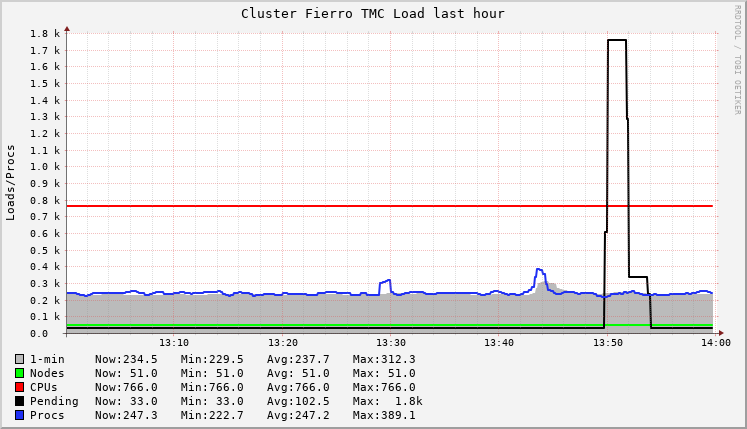 Cluster Fierro TMC Load last hour
RRDTOOL / TOBI OETIKER
Loads/Procs
1.8 k
1.7 k
1.6 k
1.5 k
1.4 k
1.3 k
1.2 k
1.1 k
1.0 k
0.9 k
0.8 k
0.7 k
0.6 k
0.5 k
0.4 k
0.3 k
0.2 k
0.1 k
0.0
13:10 13:20 13:30 13:40 13:50 14:00
1-min Now:234.5 Min:229.5 Avg:237.7 Max:312.3
Nodes Now: 51.0 Min: 51.0 Avg: 51.0 Max: 51.0
CPUs Now:766.0 Min:766.0 Avg:766.0 Max:766.0
Pending Now: 33.0 Min: 33.0 Avg:102.5 Max: 1.8k
Procs Now:247.3 Min:222.7 Avg:247.2 Max:389.1